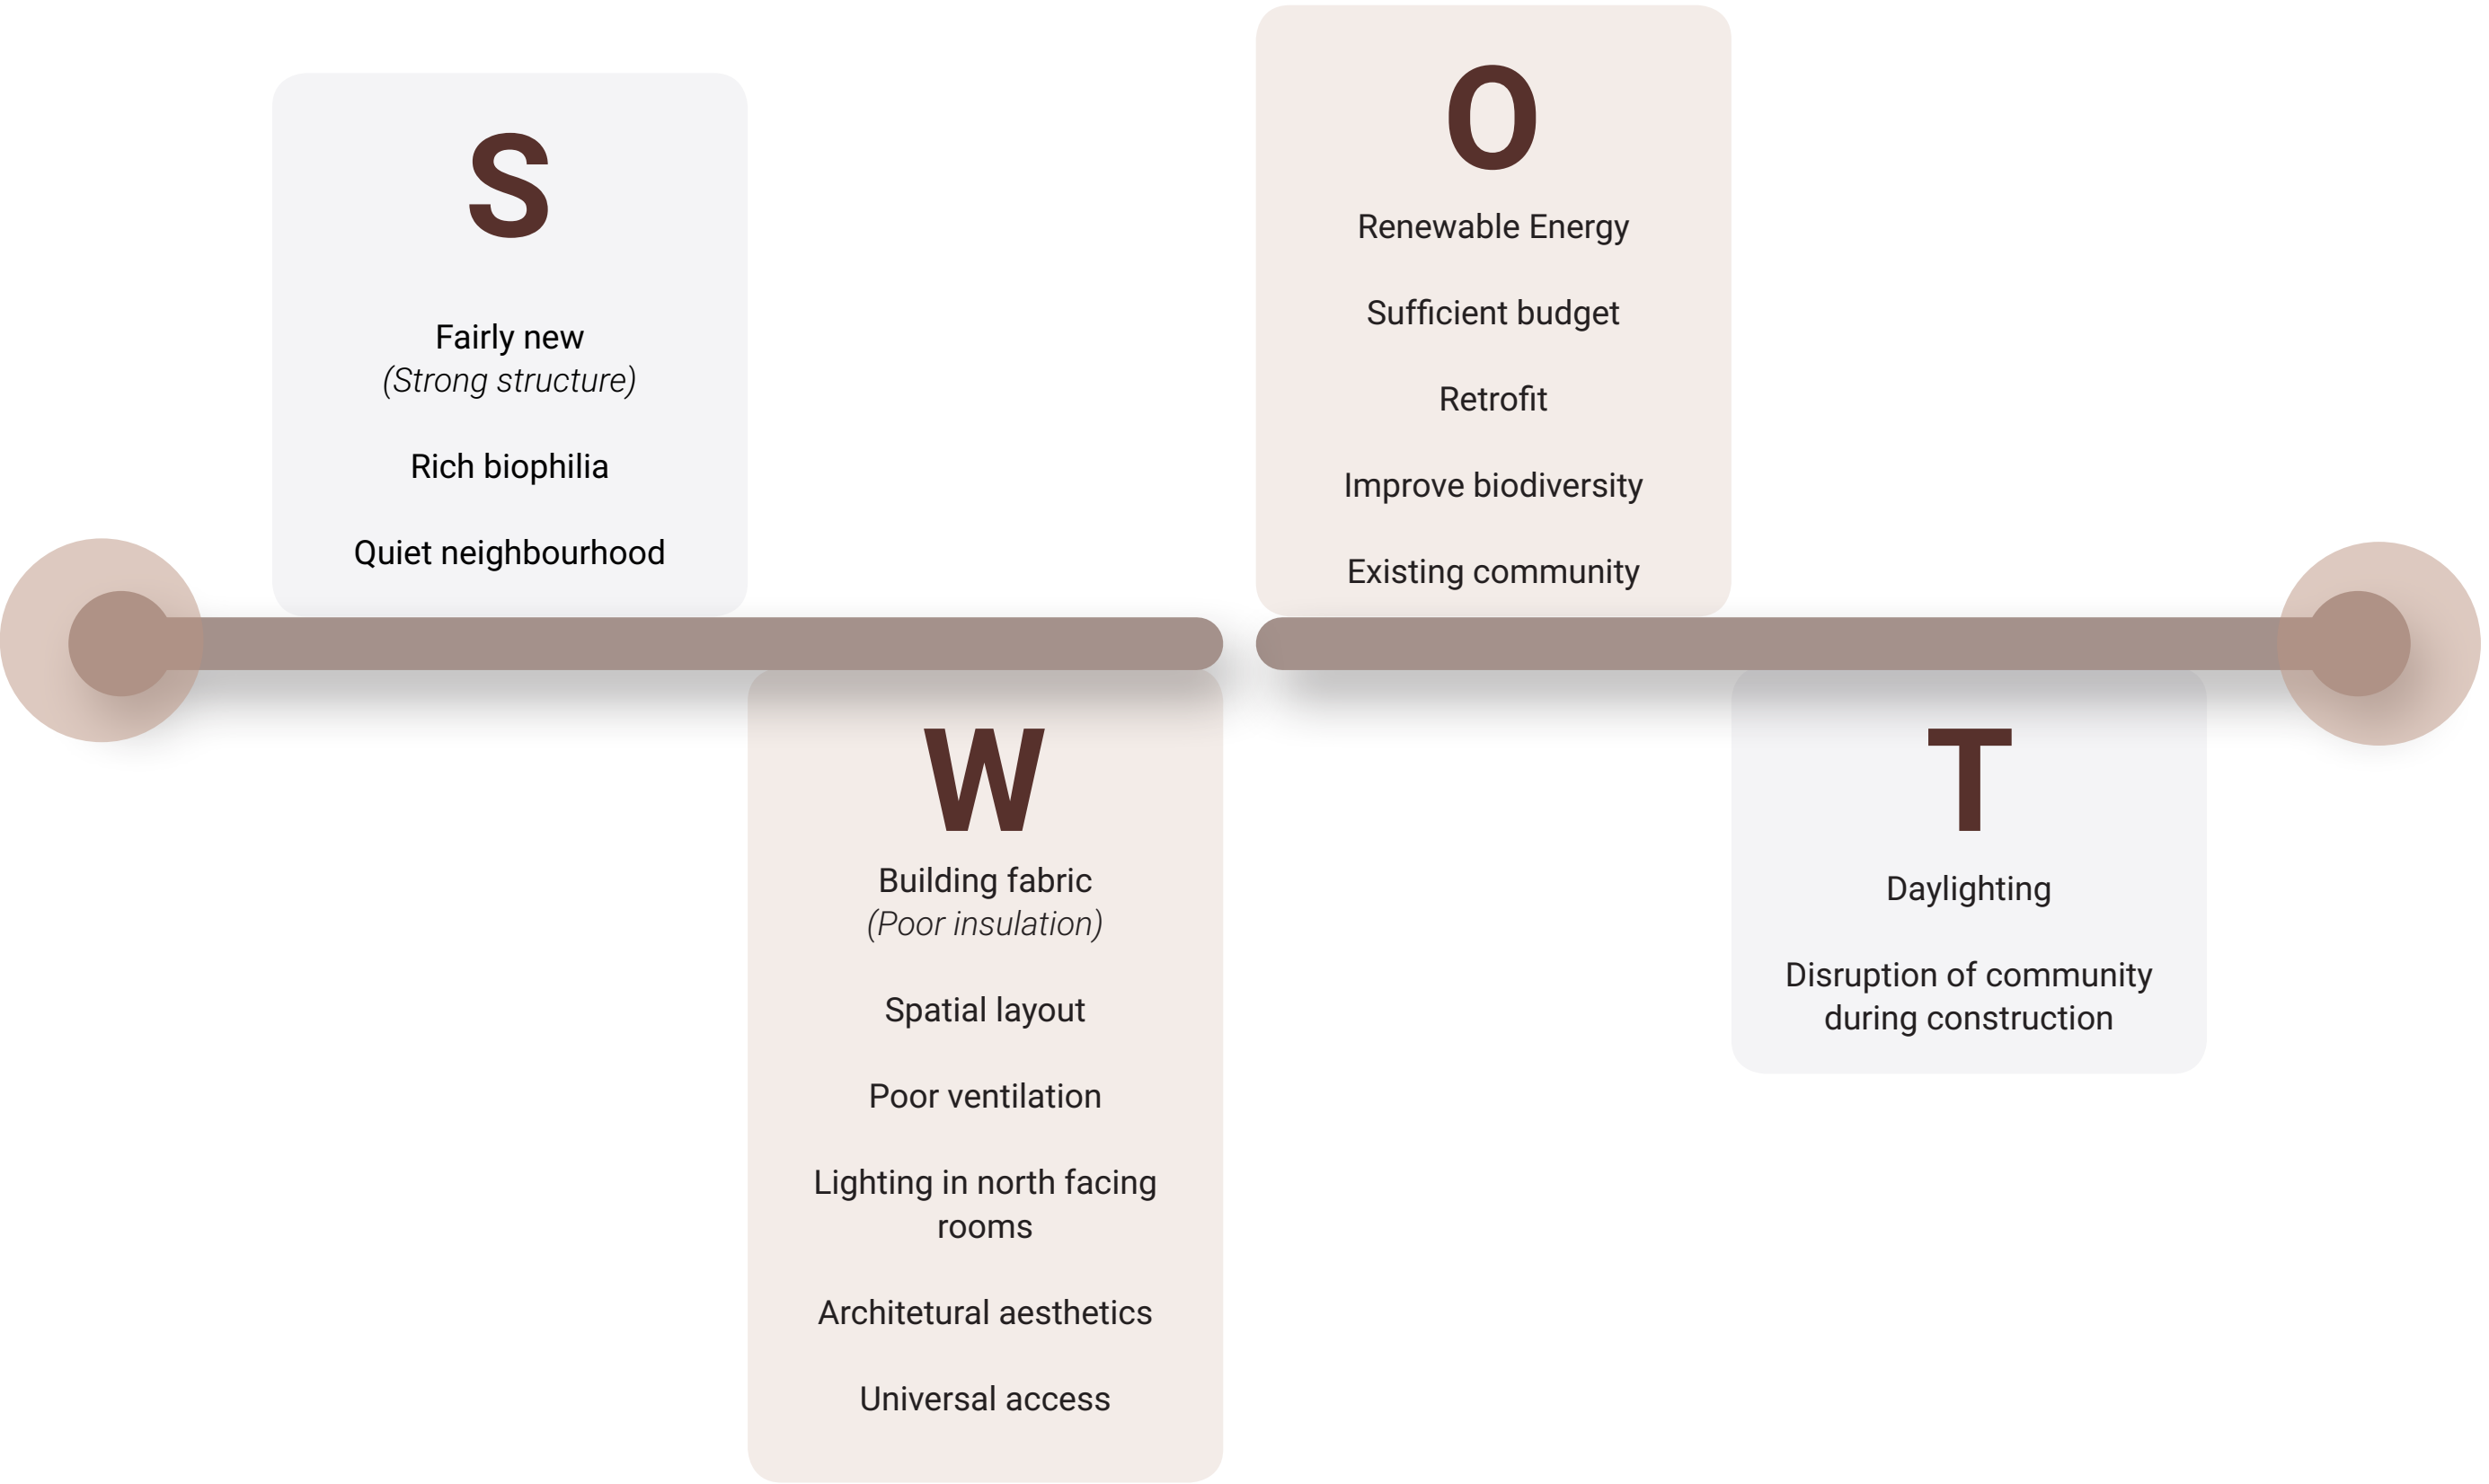 S
Fairly new
(Strong structure)
Rich biophilia
Quiet neighbourhood
W
Building fabric
(Poor insulation)
Spatial layout
Poor ventilation
Lighting in north facing
rooms
Architetural aesthetics
Universal access
O
Renewable Energy
Sufficient budget
Retrofit
Improve biodiversity
Existing community
T
Daylighting
Disruption of community
during construction